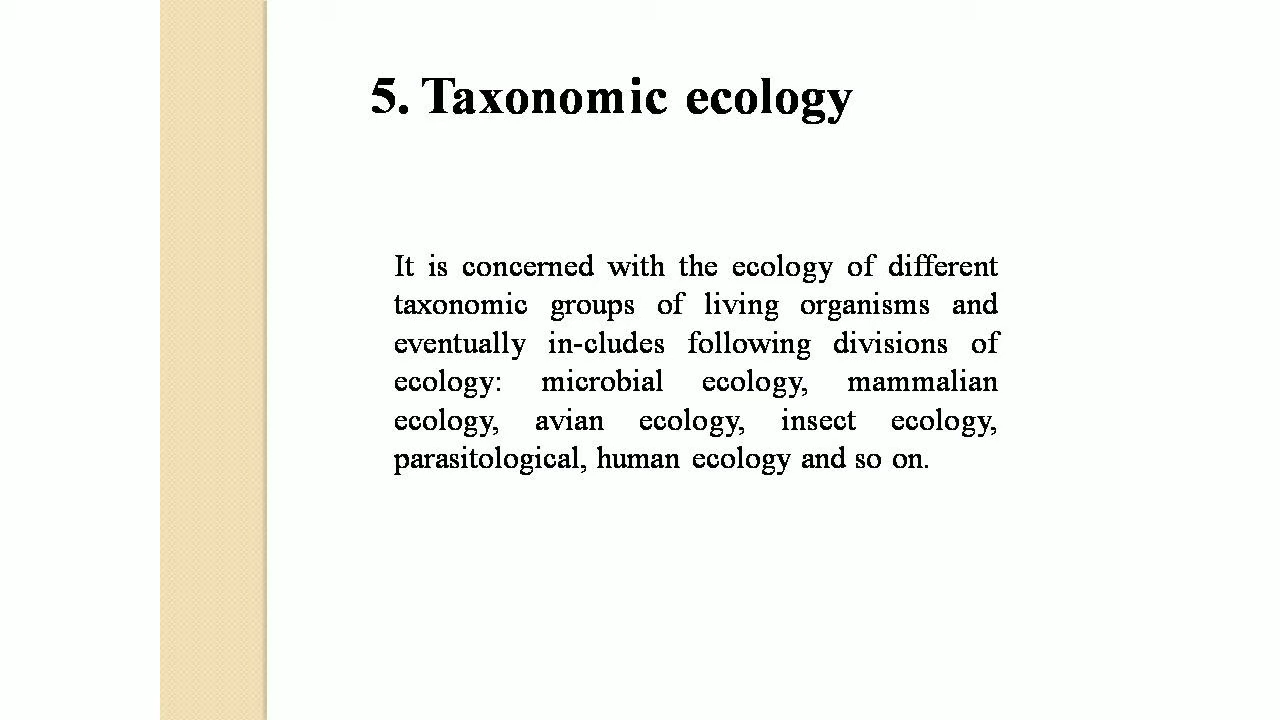 5. Taxonomic ecology
It is concerned with the ecology of different
taxonomic groups of living organisms and
eventually in-cludes following divisions of
ecology: microbial ecology, mammalian
ecology, avian ecology, insect ecology,
parasitological, human ecology and so on.